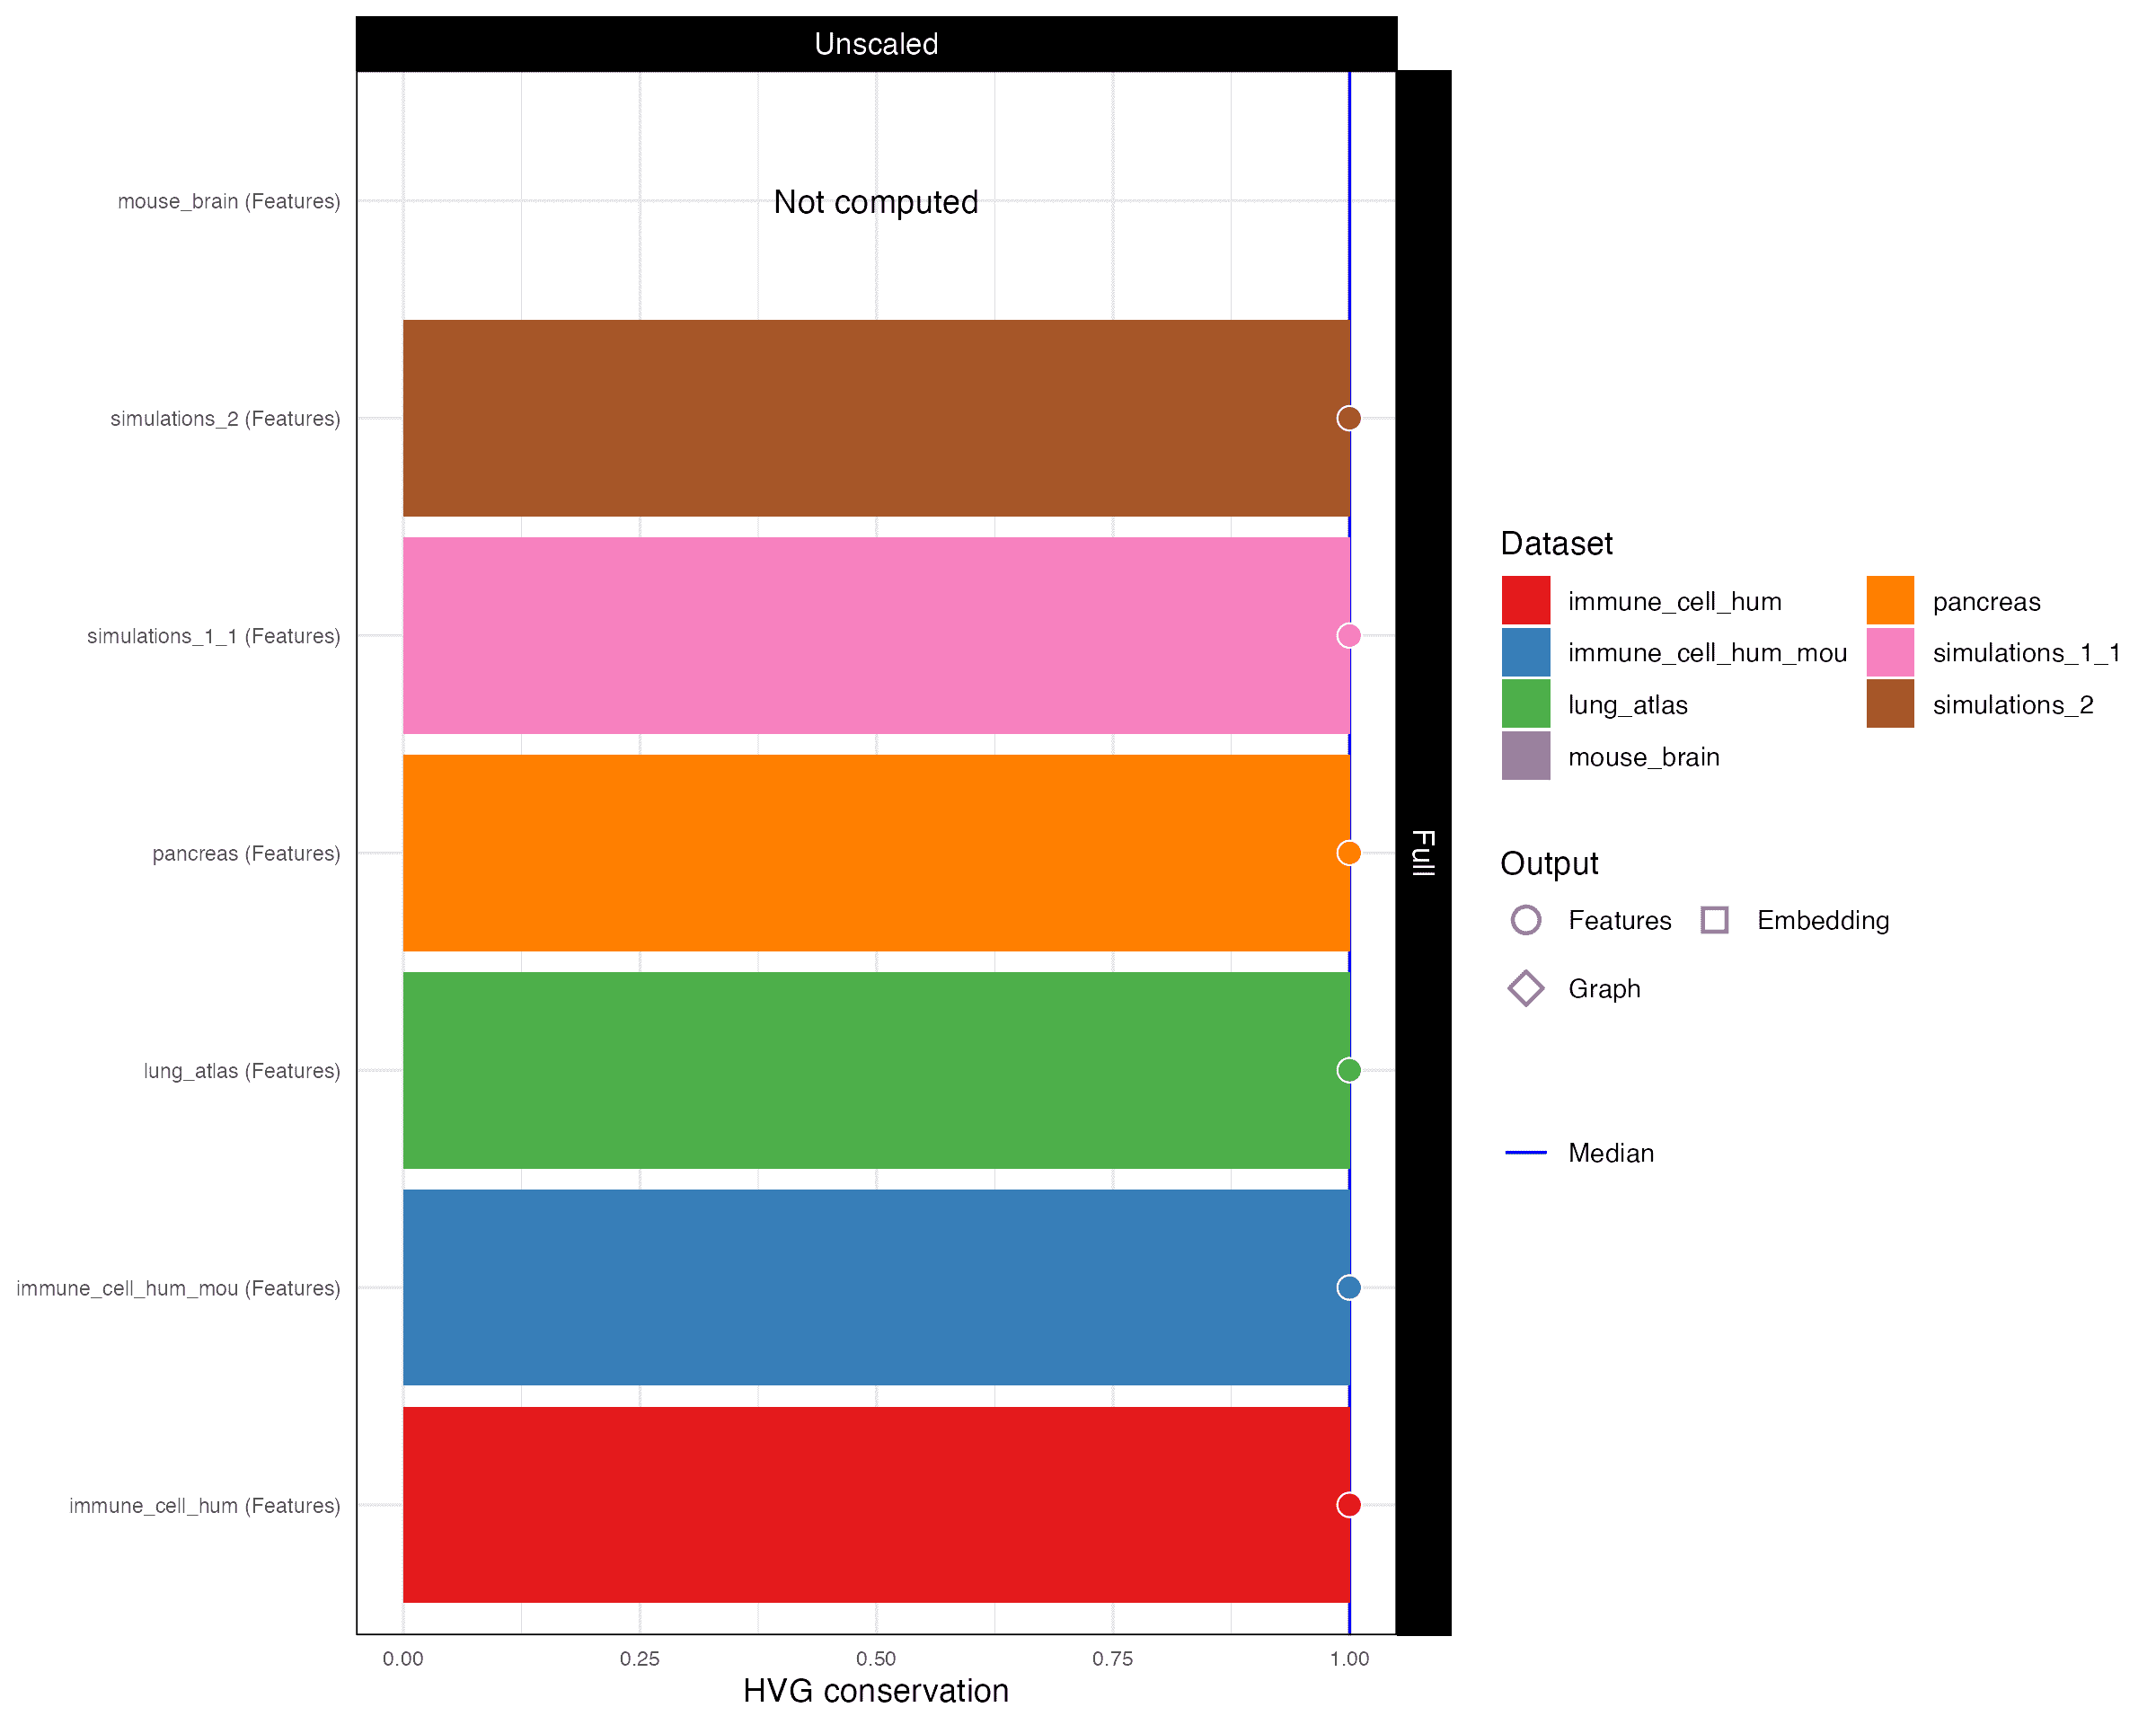 Unscaled
mouse_brain (Features)
Not computed
simulations_2 (Features)
simulations_1_1 (Features)
pancreas (Features)
lung_atlas (Features)
immune_cell_hum_mou (Features)
immune_cell_hum (Features)
0.00 0.25 0.50 0.75 1.00
HVG conservation
Full
Dataset
immune_cell_hum
immune_cell_hum_mou
lung_atlas
mouse_brain
pancreas
simulations_1_1
simulations_2
Output
Features Embedding
Graph
Median